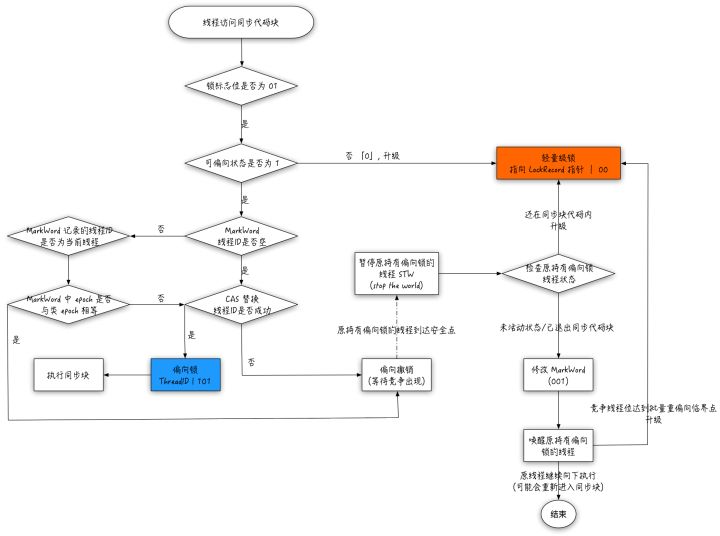 线程访问同步代码块
锁标志位是否为 01
是
可偏向状态是否为 1
否 「0」, 升级
轻量级锁
指向 LockRecord 指针 | 00
是
还在同步块代码内
升级
MarkWord 记录的线程ID
是否为当前线程
否
MarkWord
线程ID是否空
暂停原持有偏向锁的
线程 STW
(stop the world)
检查原持有偏向锁
线程状态
是
MarkWord 中 epoch 是否
与类 epoch 相等
否
CAS 替换
线程ID是否成功
原持有偏向锁的线程到达安全点
未活动状态/已退出同步代码块
是
是
否
执行同步块
偏向锁
ThreadID | 101
偏向撤销
(等待竞争出现)
修改 MarkWord
(001)
竞争线程位达到批量重偏向临界点
升级
唤醒原持有偏向
锁的线程
原线程继续向下执行
(可能会重新进入同步块)
结束